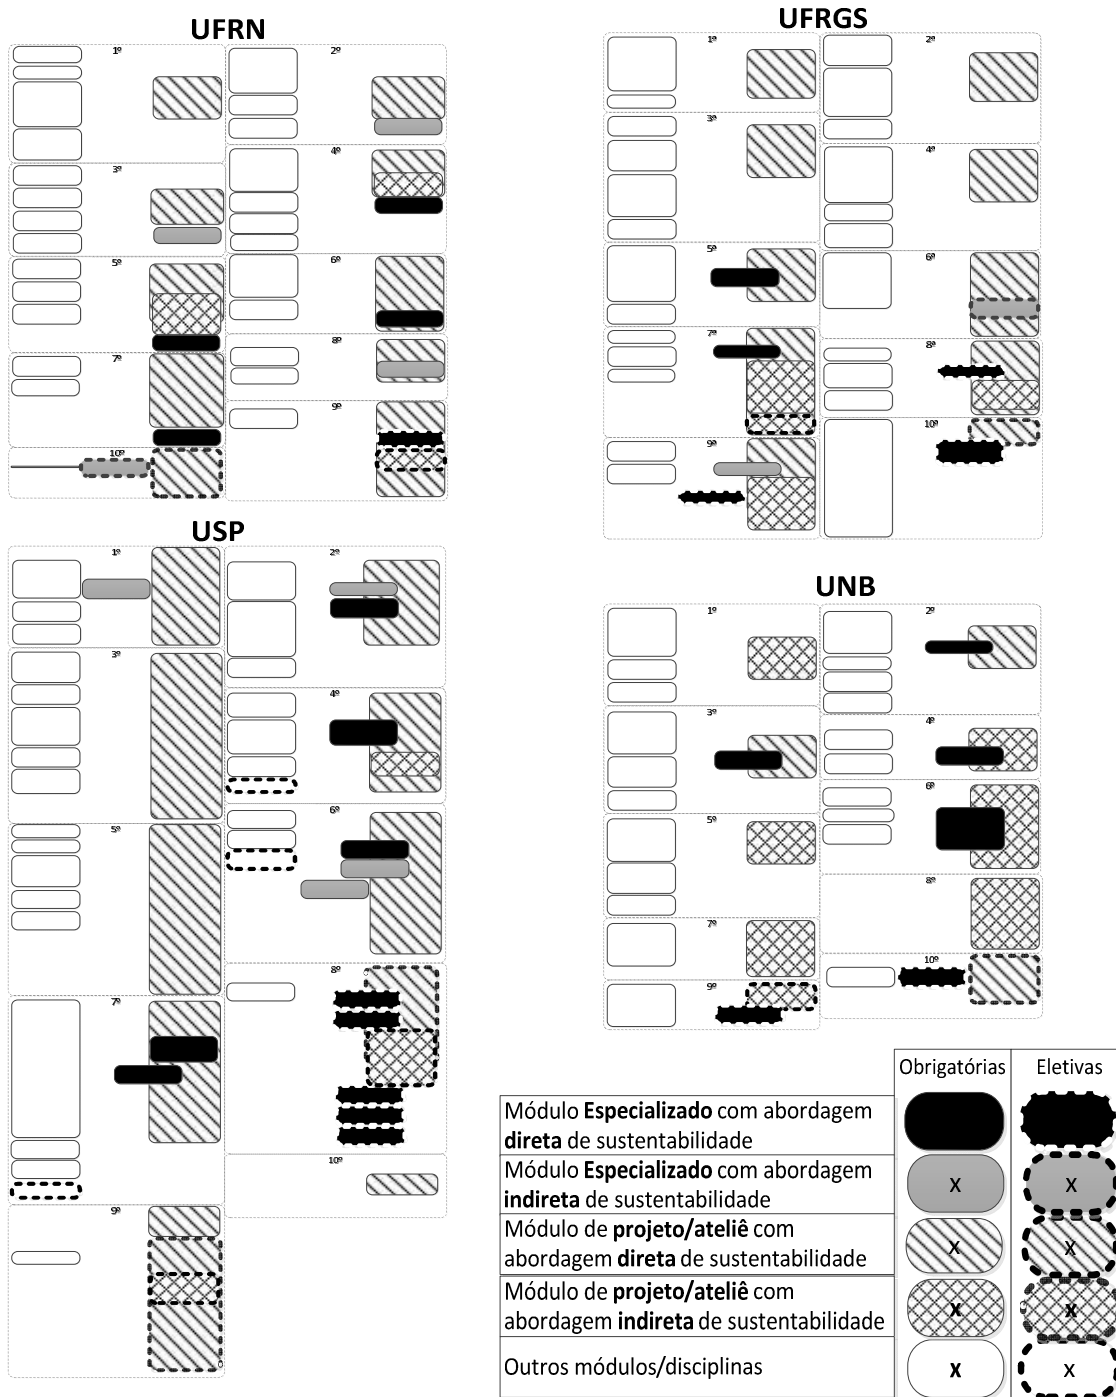 UFRN
1º
2º
3º
4º
5º
6º
7º
8º
9º
10º
UFRGS
1º
2º
3º
4º
5º
6º
7º
8º
9º
10º
USP
1º
2º
3º
4º
5º
6º
7º
8º
9º
10º
UNB
1º
2º
3º
4º
5º
6º
7º
8º
9º
10º
Obrigatórias Eletivas
Módulo Especializado com abordagem
direta de sustentabilidade
Módulo Especializado com abordagem
indireta de sustentabilidade
x x
Módulo de projeto/ateliê com
abordagem direta de sustentabilidade
x x
Módulo de projeto/ateliê com
abordagem indireta de sustentabilidade
x x
Outros módulos/disciplinas
x x